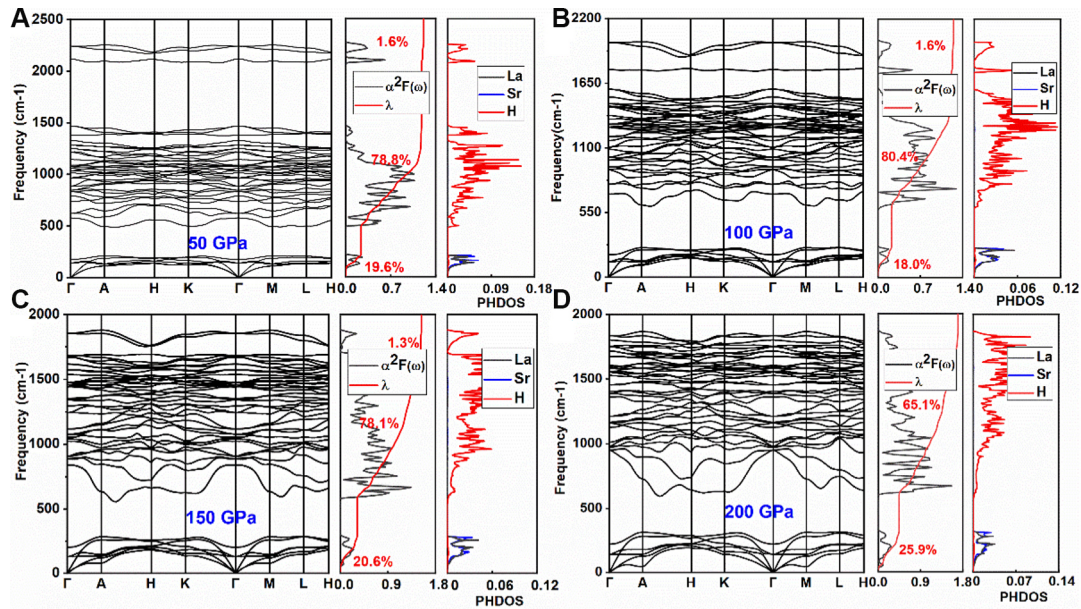 A
Frequency (cm-1)
2500
2000
1500
1000
500
0
50 GPa
Γ A H K Γ M L H
1.6%
α²F(ω)
λ
78.8%
19.6%
0.0 0.7 1.4
La
Sr
H
0.00 0.06 0.12 0.18
PHDOS
B
Frequency(cm-1)
2200
1650
1100
550
0
100 GPa
Γ A H K Γ M L H
1.6%
α²F(ω)
λ
80.4%
18.0%
0.0 0.7 1.4
La
Sr
H
0.06 0.12
PHDOS
C
Frequency (cm-1)
2000
1500
1000
500
0
150 GPa
Γ A H K Γ M L H
1.3%
α²F(ω)
λ
78.1%
20.6%
0.0 0.9 1.8
La
Sr
H
0.06 0.12
PHDOS
D
Frequency (cm-1)
2000
1500
1000
500
0
200 GPa
Γ A H K Γ M L H
α²F(ω)
λ
65.1%
25.9%
0.0 0.9 1.8
La
Sr
H
0.07 0.14
PHDOS